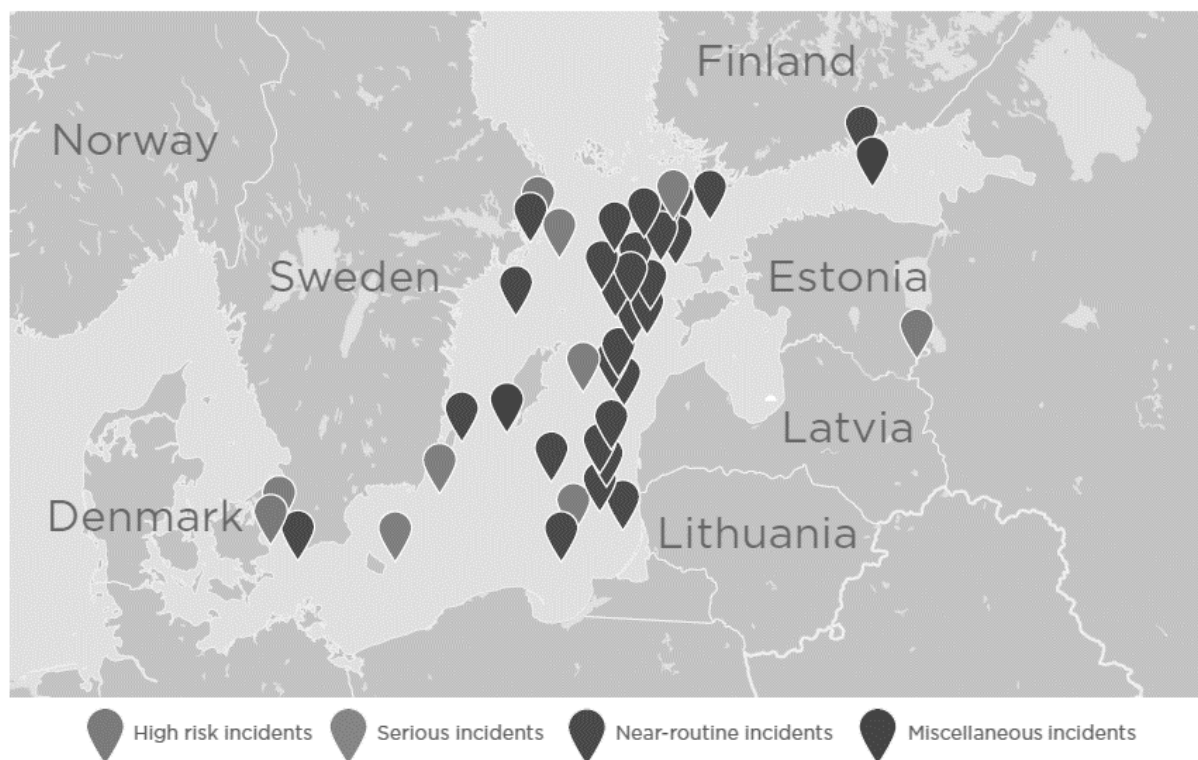 Finland
Norway
Sweden
Estonia
Latvia
Denmark
Lithuania
High risk incidents
Serious incidents
Near-routine incidents
Miscellaneous incidents